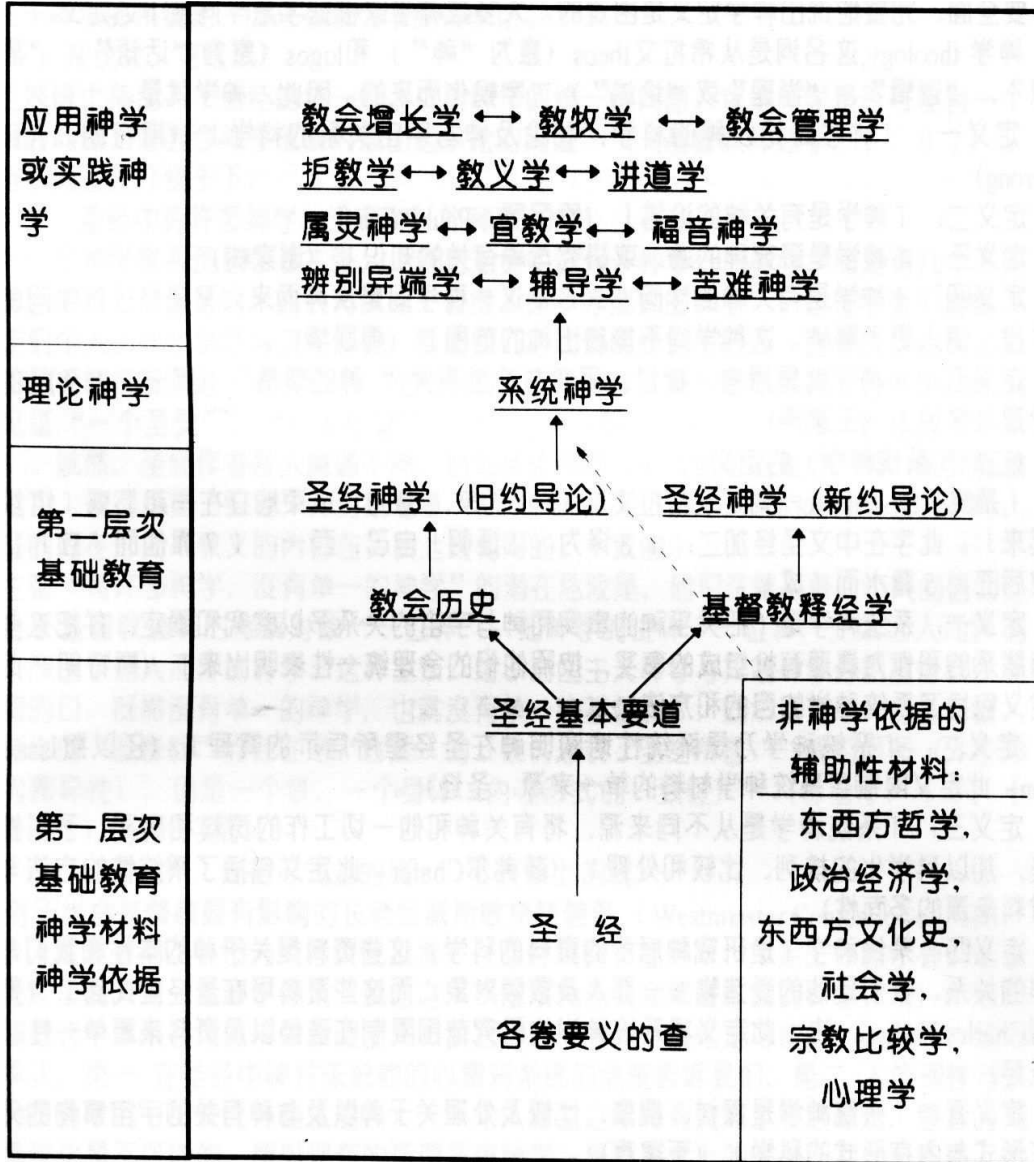 应用神学
或实践神
学
教会增长学 ↔ 教牧学 ↔ 教会管理学
护教学 ↔ 教义学 ↔ 讲道学
属灵神学 ↔ 宣教学 ↔ 福音神学
辨别异端学 ↔ 辅导学 ↔ 苦难神学
理论神学
系统神学
第二层次
基础教育
圣经神学（旧约导论）
圣经神学（新约导论）
教会历史
基督教释经学
第一层次
基础教育
神学材料
神学依据
圣经基本要道
圣 经
各卷要义的查
非神学依据的
辅助性材料：
东西方哲学，
政治经济学，
东西方文化史，
社会学，
宗教比较学，
心理学